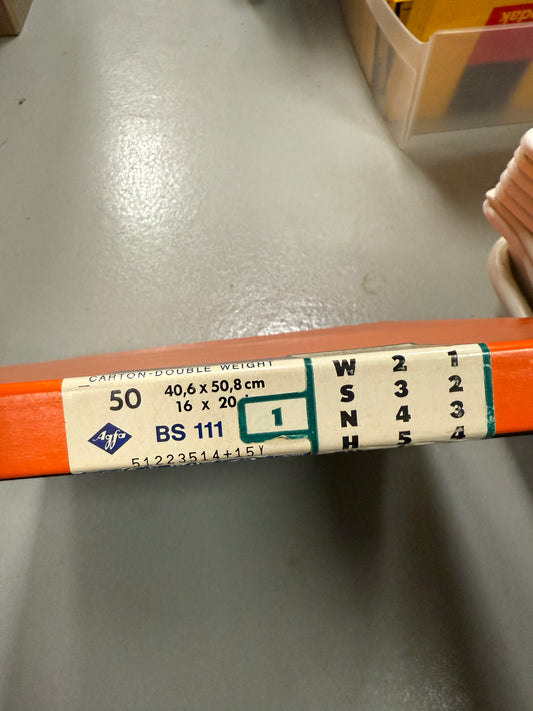 Kodak
CARTON-DOUBLE WEIGHT
50
40,6 x 50,8 cm
16 x 20
Agfa
BS 111
1
51223514+15Y
W 2 1
S 3 2
N 4 3
H 5 4